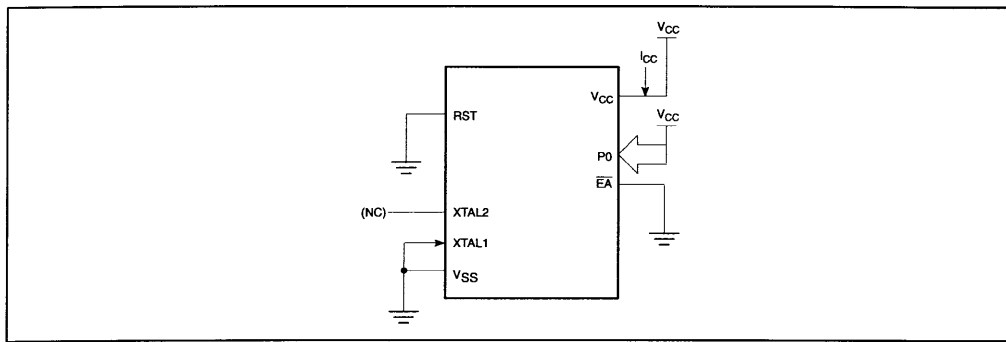 VCC
ICC
VCC
RST
VCC
P0
EA
(NC)
XTAL2
XTAL1
VSS